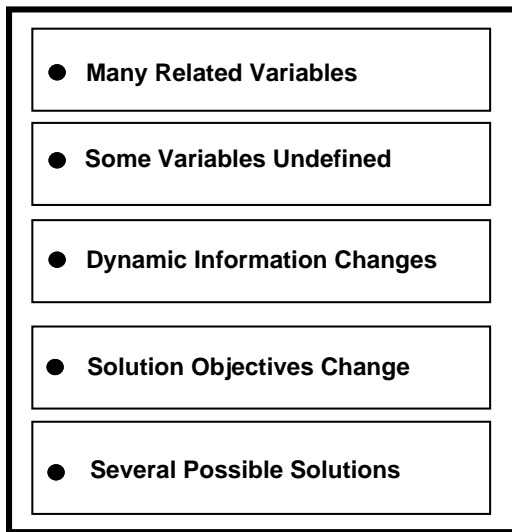 ● Many Related Variables
● Some Variables Undefined
● Dynamic Information Changes
● Solution Objectives Change
● Several Possible Solutions